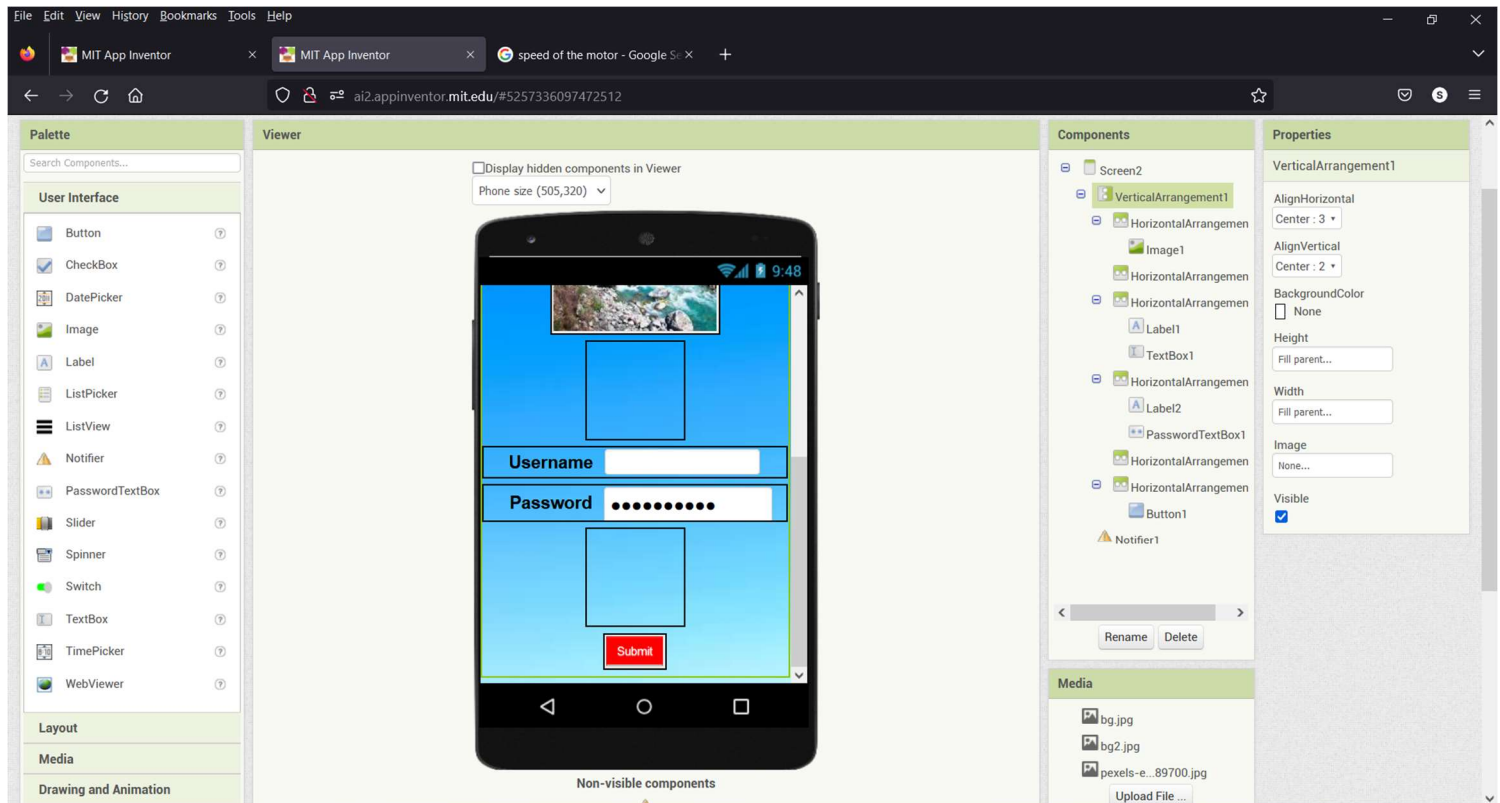 File Edit View History Bookmarks Tools Help
MIT App Inventor
MIT App Inventor
speed of the motor - Google Se
ai2.appinventor.mit.edu/#5257336097472512
S
Palette
Search Components...
User Interface
Button
CheckBox
DatePicker
Image
Label
ListPicker
ListView
Notifier
PasswordTextBox
Slider
Spinner
Switch
TextBox
TimePicker
WebViewer
Layout
Media
Drawing and Animation
Viewer
Display hidden components in Viewer
Phone size (505,320)
9:48
Username
Password
Submit
Non-visible components
Components
Screen2
VerticalArrangement1
HorizontalArrangemen
Image1
HorizontalArrangemen
HorizontalArrangemen
Label1
TextBox1
HorizontalArrangemen
Label2
PasswordTextBox1
HorizontalArrangemen
HorizontalArrangemen
Button1
Notifier1
Rename Delete
Media
bg.jpg
bg2.jpg
pexels-e...89700.jpg
Upload File ...
Properties
VerticalArrangement1
AlignHorizontal
Center : 3
AlignVertical
Center : 2
BackgroundColor
None
Height
Fill parent...
Width
Fill parent...
Image
None...
Visible